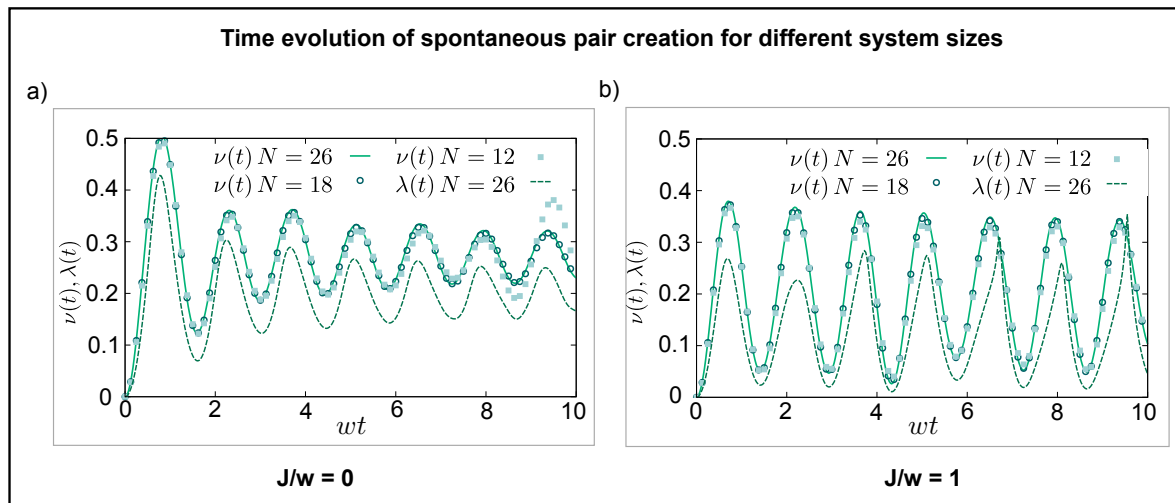 Time evolution of spontaneous pair creation for different system sizes
a)
ν(t), λ(t)
0.5
0.4
0.3
0.2
0.1
0
ν(t) N = 26
ν(t) N = 12
ν(t) N = 18
λ(t) N = 26
0 2 4 6 8 10
wt
J/w = 0
b)
ν(t), λ(t)
0.5
0.4
0.3
0.2
0.1
0
ν(t) N = 26
ν(t) N = 12
ν(t) N = 18
λ(t) N = 26
0 2 4 6 8 10
wt
J/w = 1